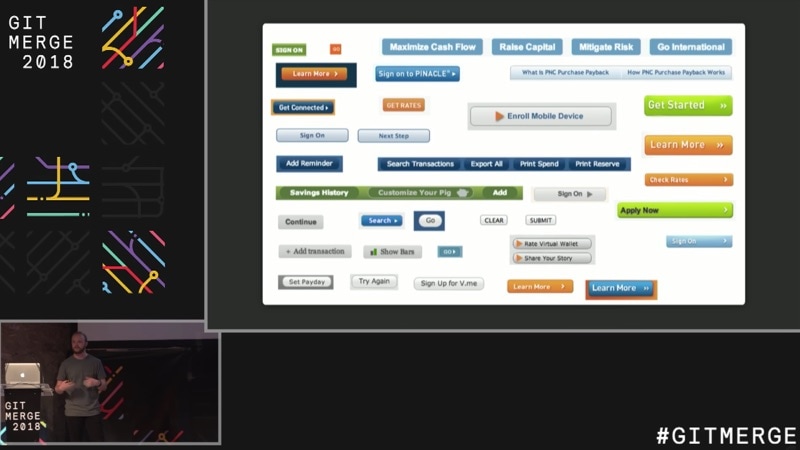 GIT
MERGE
2018
SIGN ON
GO
Maximize Cash Flow
Raise Capital
Mitigate Risk
Go International
Learn More
Sign on to PINACLE
What is PNC Purchase Payback
How PNC Purchase Payback Works
Get Connected
GET RATES
Enroll Mobile Device
Get Started
Sign On
Next Step
Learn More
Add Reminder
Search Transactions
Export All
Print Spend
Print Reserve
Check Rates
Savings History
Customize Your Pig
Add
Sign On
Apply Now
Continue
Search
Go
CLEAR
SUBMIT
Sign On
+ Add transaction
Show Bars
GO
Rate Virtual Wallet
Share Your Story
Set Payday
Try Again
Sign Up for V.me
Learn More
Learn More
GIT
MERGE
2018
#GITMERGE